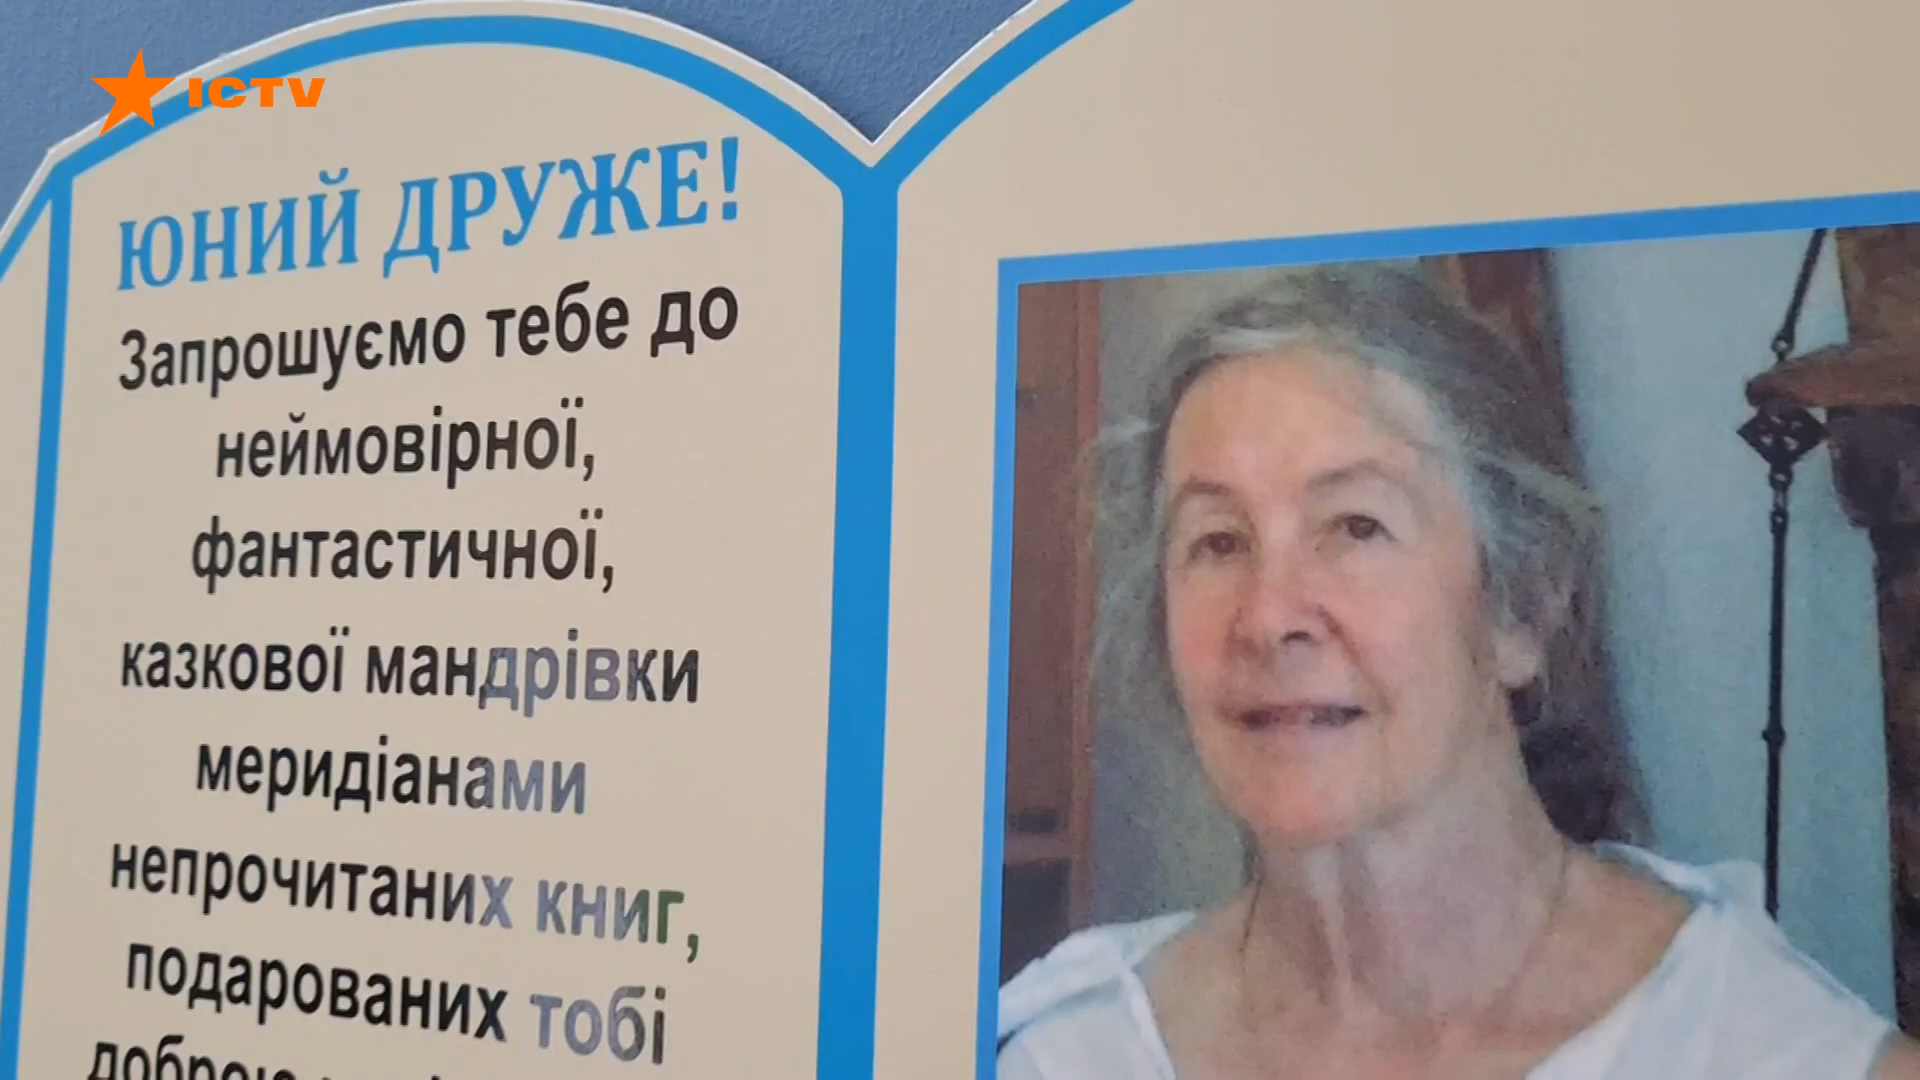 ICTV
ЮНИЙ ДРУЖЕ!
Запрошуємо тебе до
неймовірної,
фантастичної,
казкової мандрівки
меридіанами
непрочитаних книг,
подарованих тобі